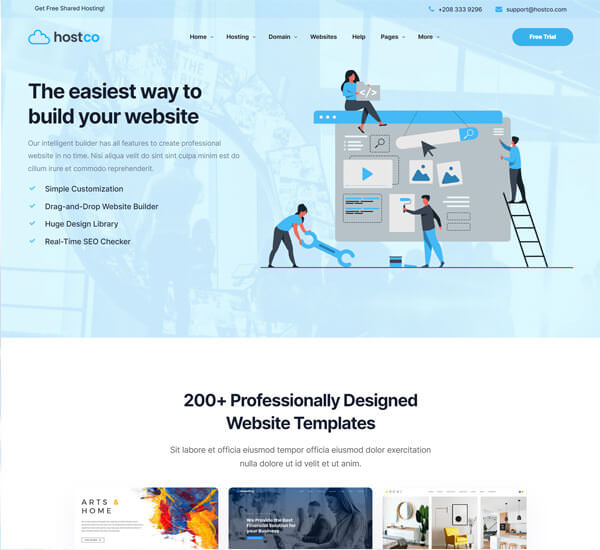 Get Free Shared Hosting!
+208 333 9296
support@hostco.com
hostco
Home
Hosting
Domain
Websites
Help
Pages
More
Free Trial
</>
The easiest way to
build your website
Our intelligent builder has all features to create professional
website in no time. Nisi aliqua velit do sint sint culpa minim est do
cillum irure et commodo reprehenderit.
Simple Customization
Drag-and-Drop Website Builder
Huge Design Library
Real-Time SEO Checker
200+ Professionally Designed
Website Templates
Sit labore et officia eiusmod tempor officia eiusmod dolor exercitation
nulla dolore ut id velit et ut anim.
ARTS &
HOME
We Provide the Best
Financial Solution for
your Business